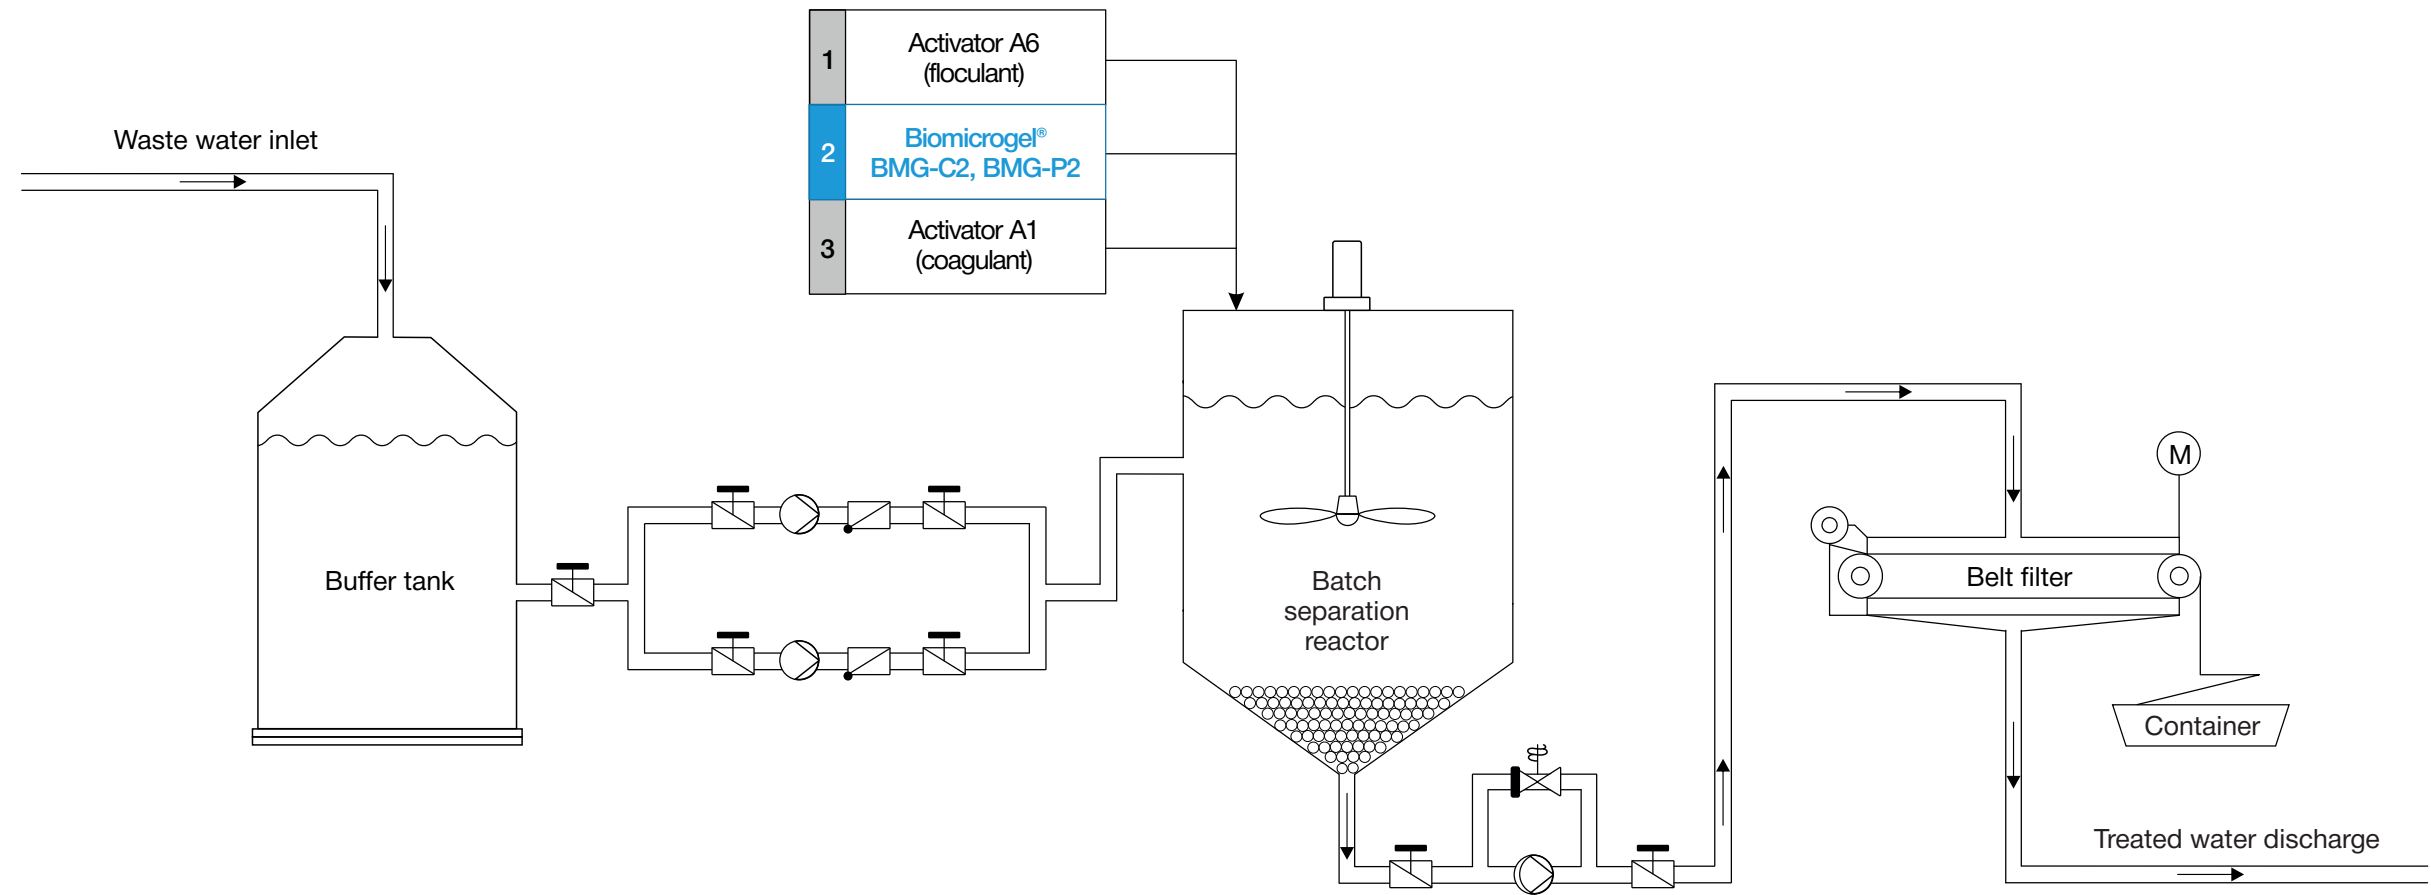 1
Activator A6
(floculant)
2
Biomicrogel®
BMG-C2, BMG-P2
3
Activator A1
(coagulant)
Waste water inlet
Buffer tank
Batch
separation
reactor
M
Belt filter
Container
Treated water discharge